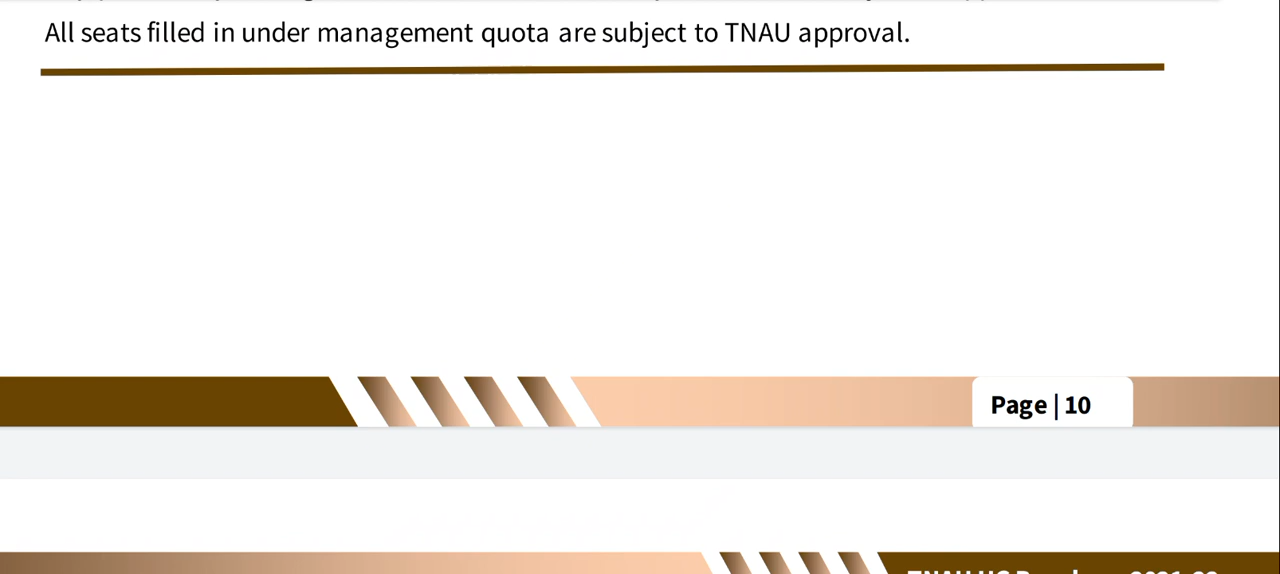 All seats filled in under management quota are subject to TNAU approval.
Page | 10